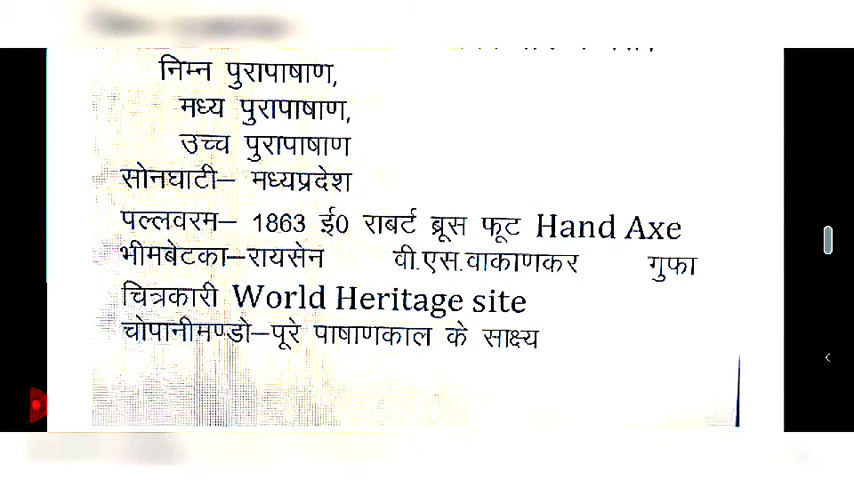 निम्न पुरापाषाण,
मध्य पुरापाषाण,
उच्च पुरापाषाण
सोनघाटी– मध्यप्रदेश
पल्लवरम– 1863 ई0 राबर्ट ब्रूस फूट Hand Axe
भीमबेटका–रायसेन वी.एस.वाकाणकर गुफा
चित्रकारी World Heritage site
चोपानीमण्डो–पूरे पाषाणकाल के साक्ष्य